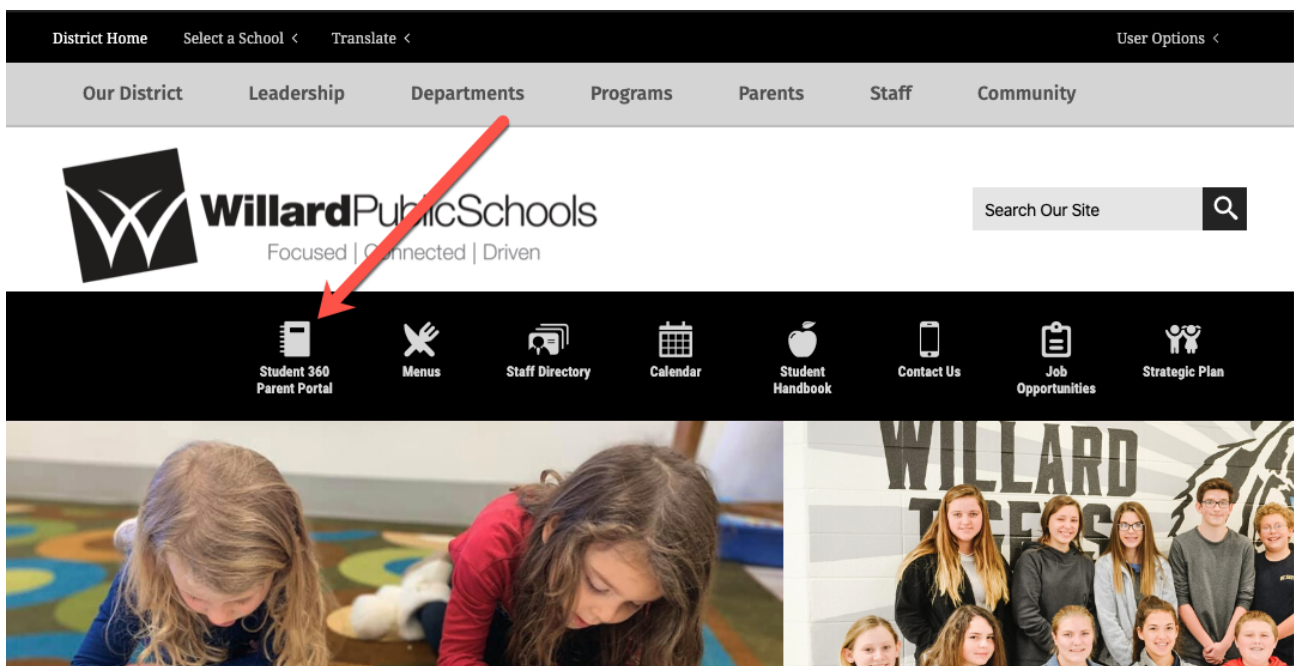 District Home Select a School < Translate < User Options <
Our District Leadership Departments Programs Parents Staff Community
WillardPublicSchools
Focused | Connected | Driven
Search Our Site
Student 360
Parent Portal
Menus
Staff Directory
Calendar
Student
Handbook
Contact Us
Job
Opportunities
Strategic Plan
WILLARD
TIGERS